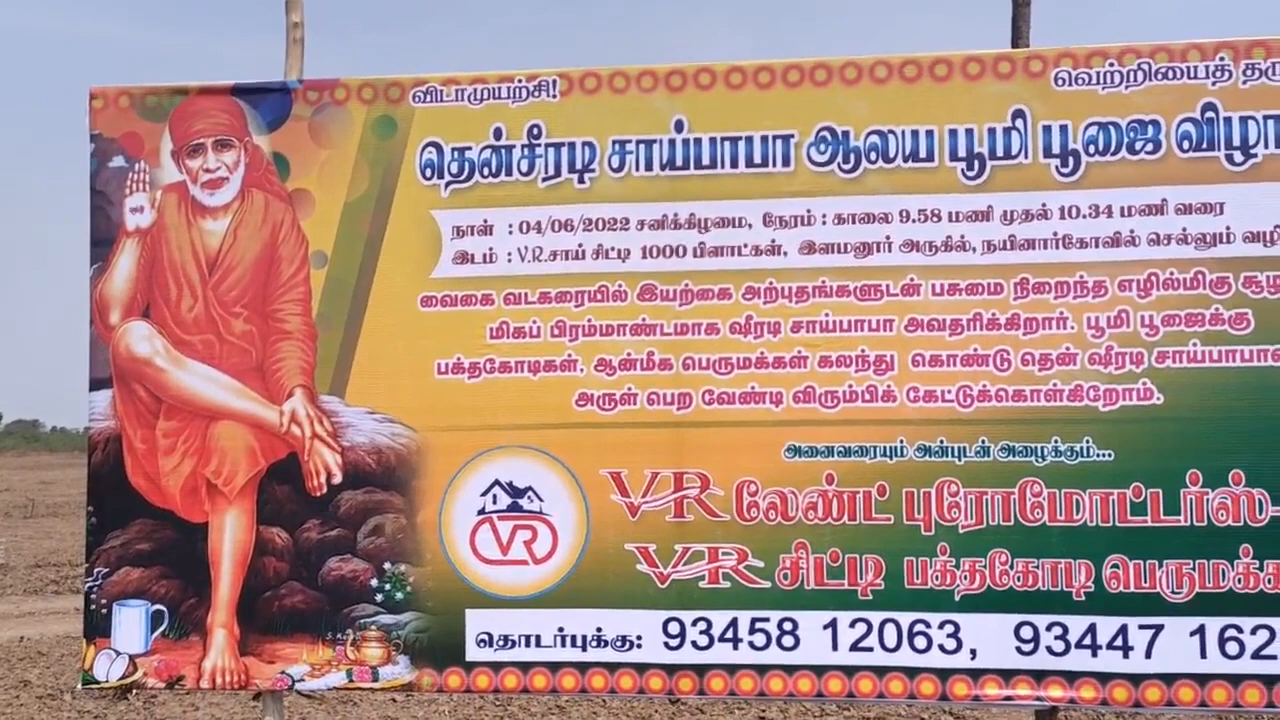 விடாமுயற்சி! வெற்றியைத்
தென்சீரடி சாய்பாபா ஆலய பூமி பூஜை விழா
நாள் : 04/06/2022 சனிக்கிழமை, நேரம் : காலை 9.58 மணி முதல் 10.34 மணி வரை
இடம் : V.R.சாய் சிட்டி 1000 பிளாட்கள், இளமனூர் அருகில், நயினார்கோவில் செல்லும்
வைகை வடகரையில் இயற்கை அற்புதங்களுடன் பசுமை நிறைந்த எழில்மிகு
மிகப் பிரம்மாண்டமாக ஷீரடி சாய்பாபா அவதரிக்கிறார். பூமி பூஜைக்கு
பக்தகோடிகள், ஆன்மீக பெருமக்கள் கலந்து கொண்டு தென் ஷீரடி
அருள் பெற வேண்டி விரும்பிக் கேட்டுக்கொள்கிறோம்.
அனைவரையும் அன்புடன் அழைக்கும்...
VR லேண்ட் புரோமோட்டர்ஸ்-
VR சிட்டி பக்தகோடி
VR
தொடர்புக்கு: 93458 12063, 93447 162